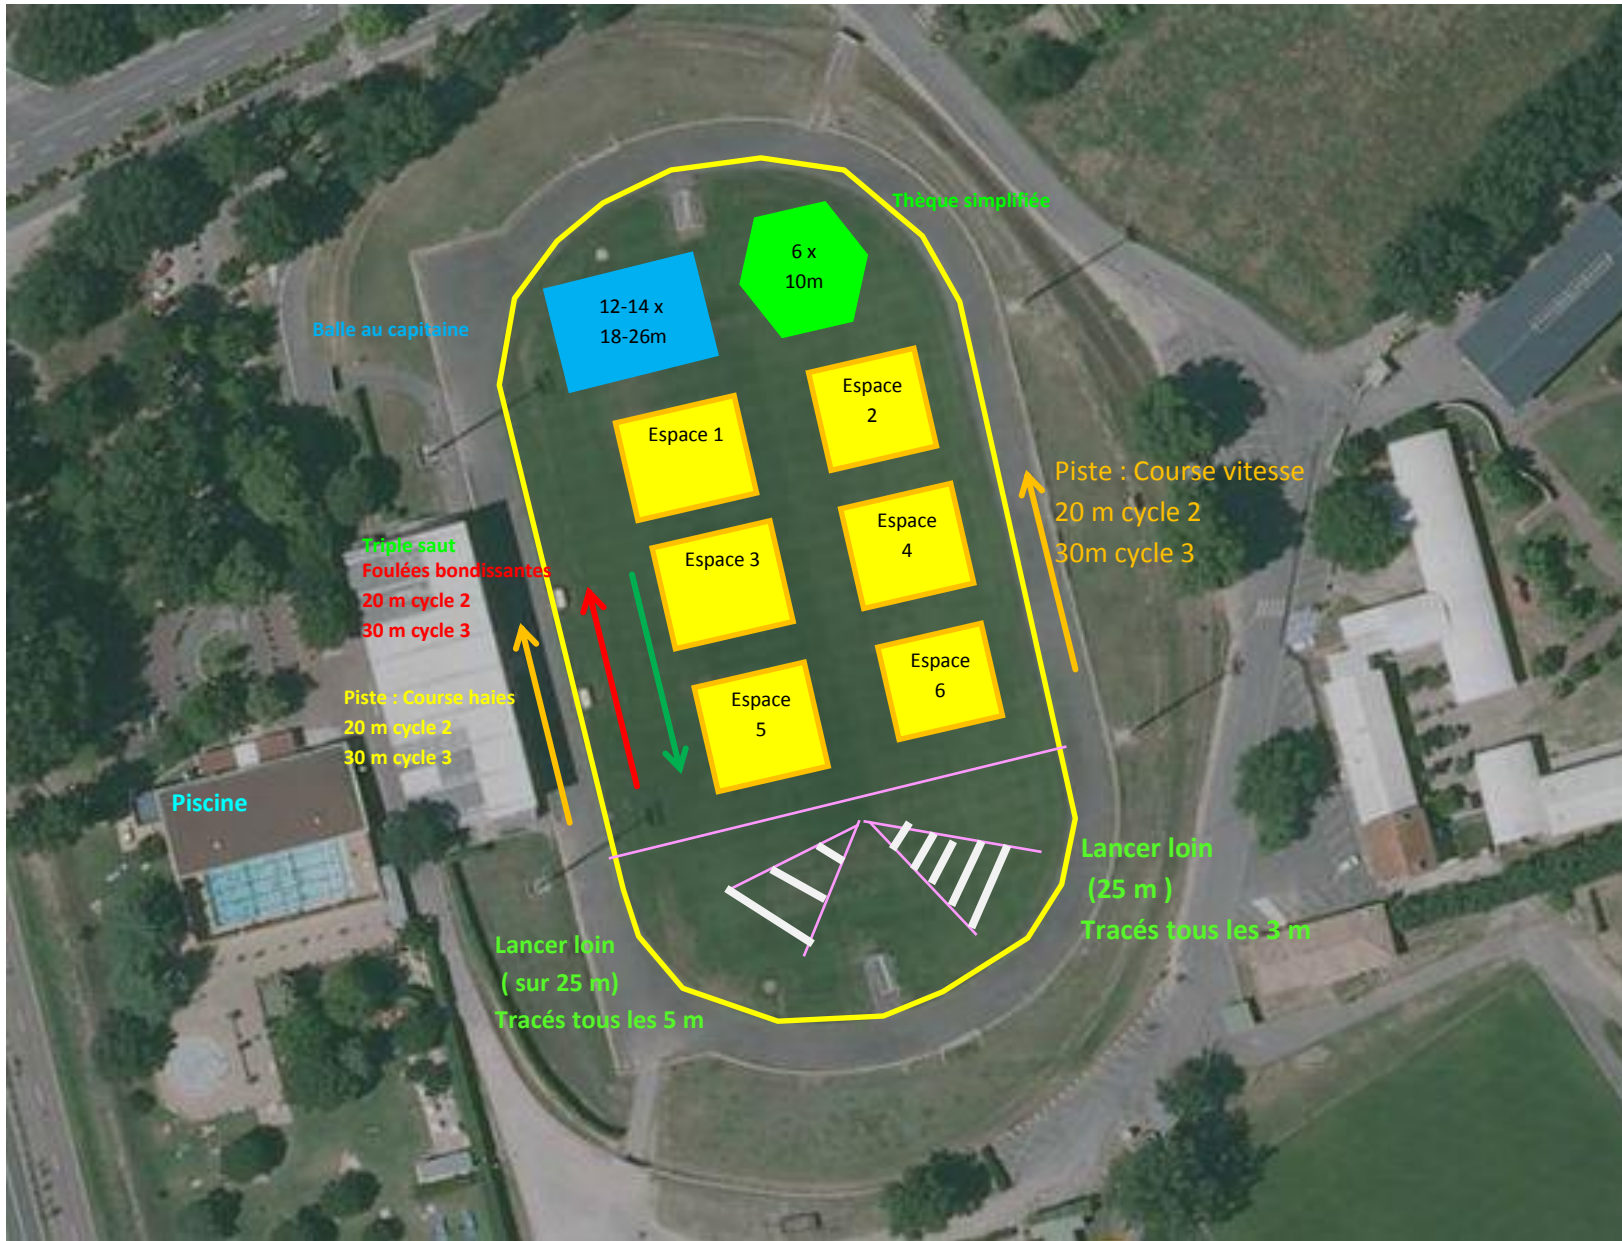 Thèque simplifiée
6 x
10m
12-14 x
18-26m
Balle au capitaine
Espace
2
Espace 1
Piste : Course vitesse
20 m cycle 2
30m cycle 3
Espace
4
Triple saut
Foulées bondissantes
20 m cycle 2
30 m cycle 3
Espace 3
Espace
6
Espace
5
Piste : Course haies
20 m cycle 2
30 m cycle 3
Piscine
Lancer loin
(25 m )
Tracés tous les 3 m
Lancer loin
( sur 25 m)
Tracés tous les 5 m